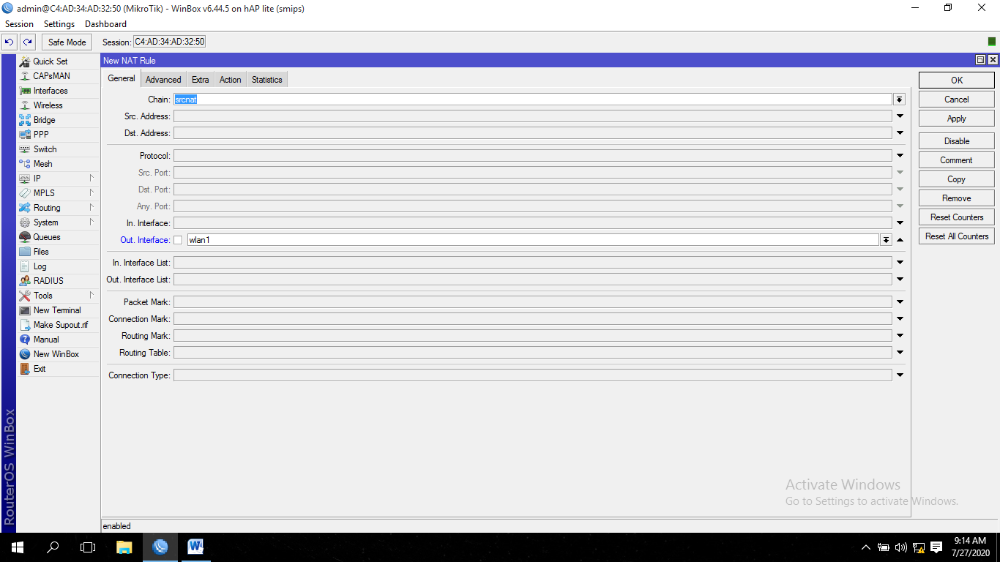 admin@C4:AD:34:AD:32:50 (MikroTik) - WinBox v6.44.5 on hAP lite (smips)
Session Settings Dashboard
Safe Mode Session: C4:AD:34:AD:32:50
Quick Set
CAPsMAN
Interfaces
Wireless
Bridge
PPP
Switch
Mesh
255 IP
MPLS
Routing
System
Queues
Files
Log
RADIUS
Tools
New Terminal
Make Supout.rif
Manual
New WinBox
Exit
RouterOS WinBox
New NAT Rule
General Advanced Extra Action Statistics
Chain: srcnat
Src. Address:
Dst. Address:
Protocol:
Src. Port:
Dst. Port:
Any. Port:
In. Interface:
Out. Interface: wlan1
In. Interface List:
Out. Interface List:
Packet Mark:
Connection Mark:
Routing Mark:
Routing Table:
Connection Type:
OK
Cancel
Apply
Disable
Comment
Copy
Remove
Reset Counters
Reset All Counters
Activate Windows
Go to Settings to activate Windows.
enabled
9:14 AM
7/27/2020